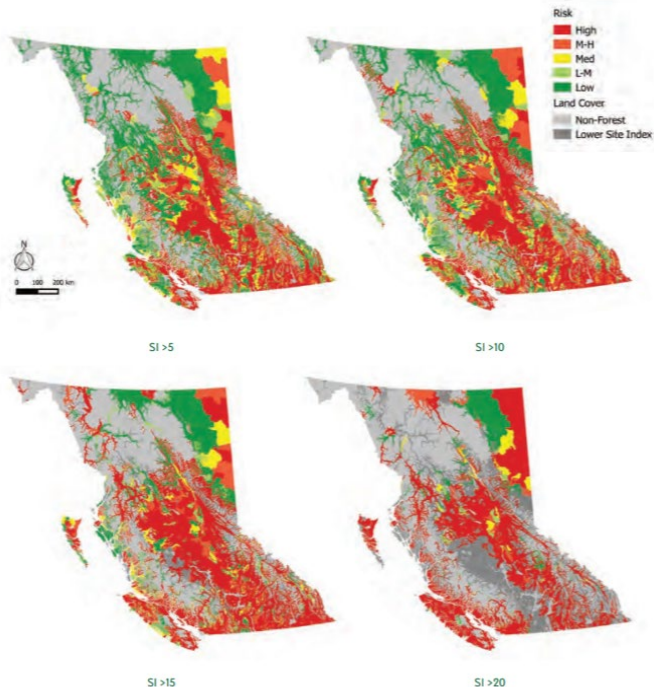 Risk
High
M-H
Med
L-M
Low
Land Cover
Non-Forest
Lower Site Index
N
0 100 200 km
SI >5
SI >10
SI >15
SI >20